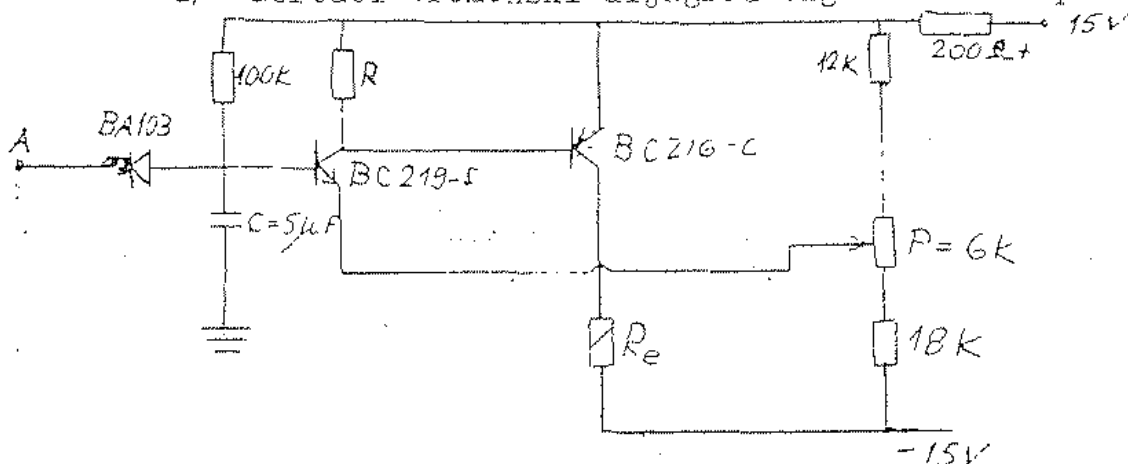 15V
200Ω+
12K
100K
R
BA103
A
BC216-C
BC219-S
C=5µF
P=6K
Re
18K
-15V